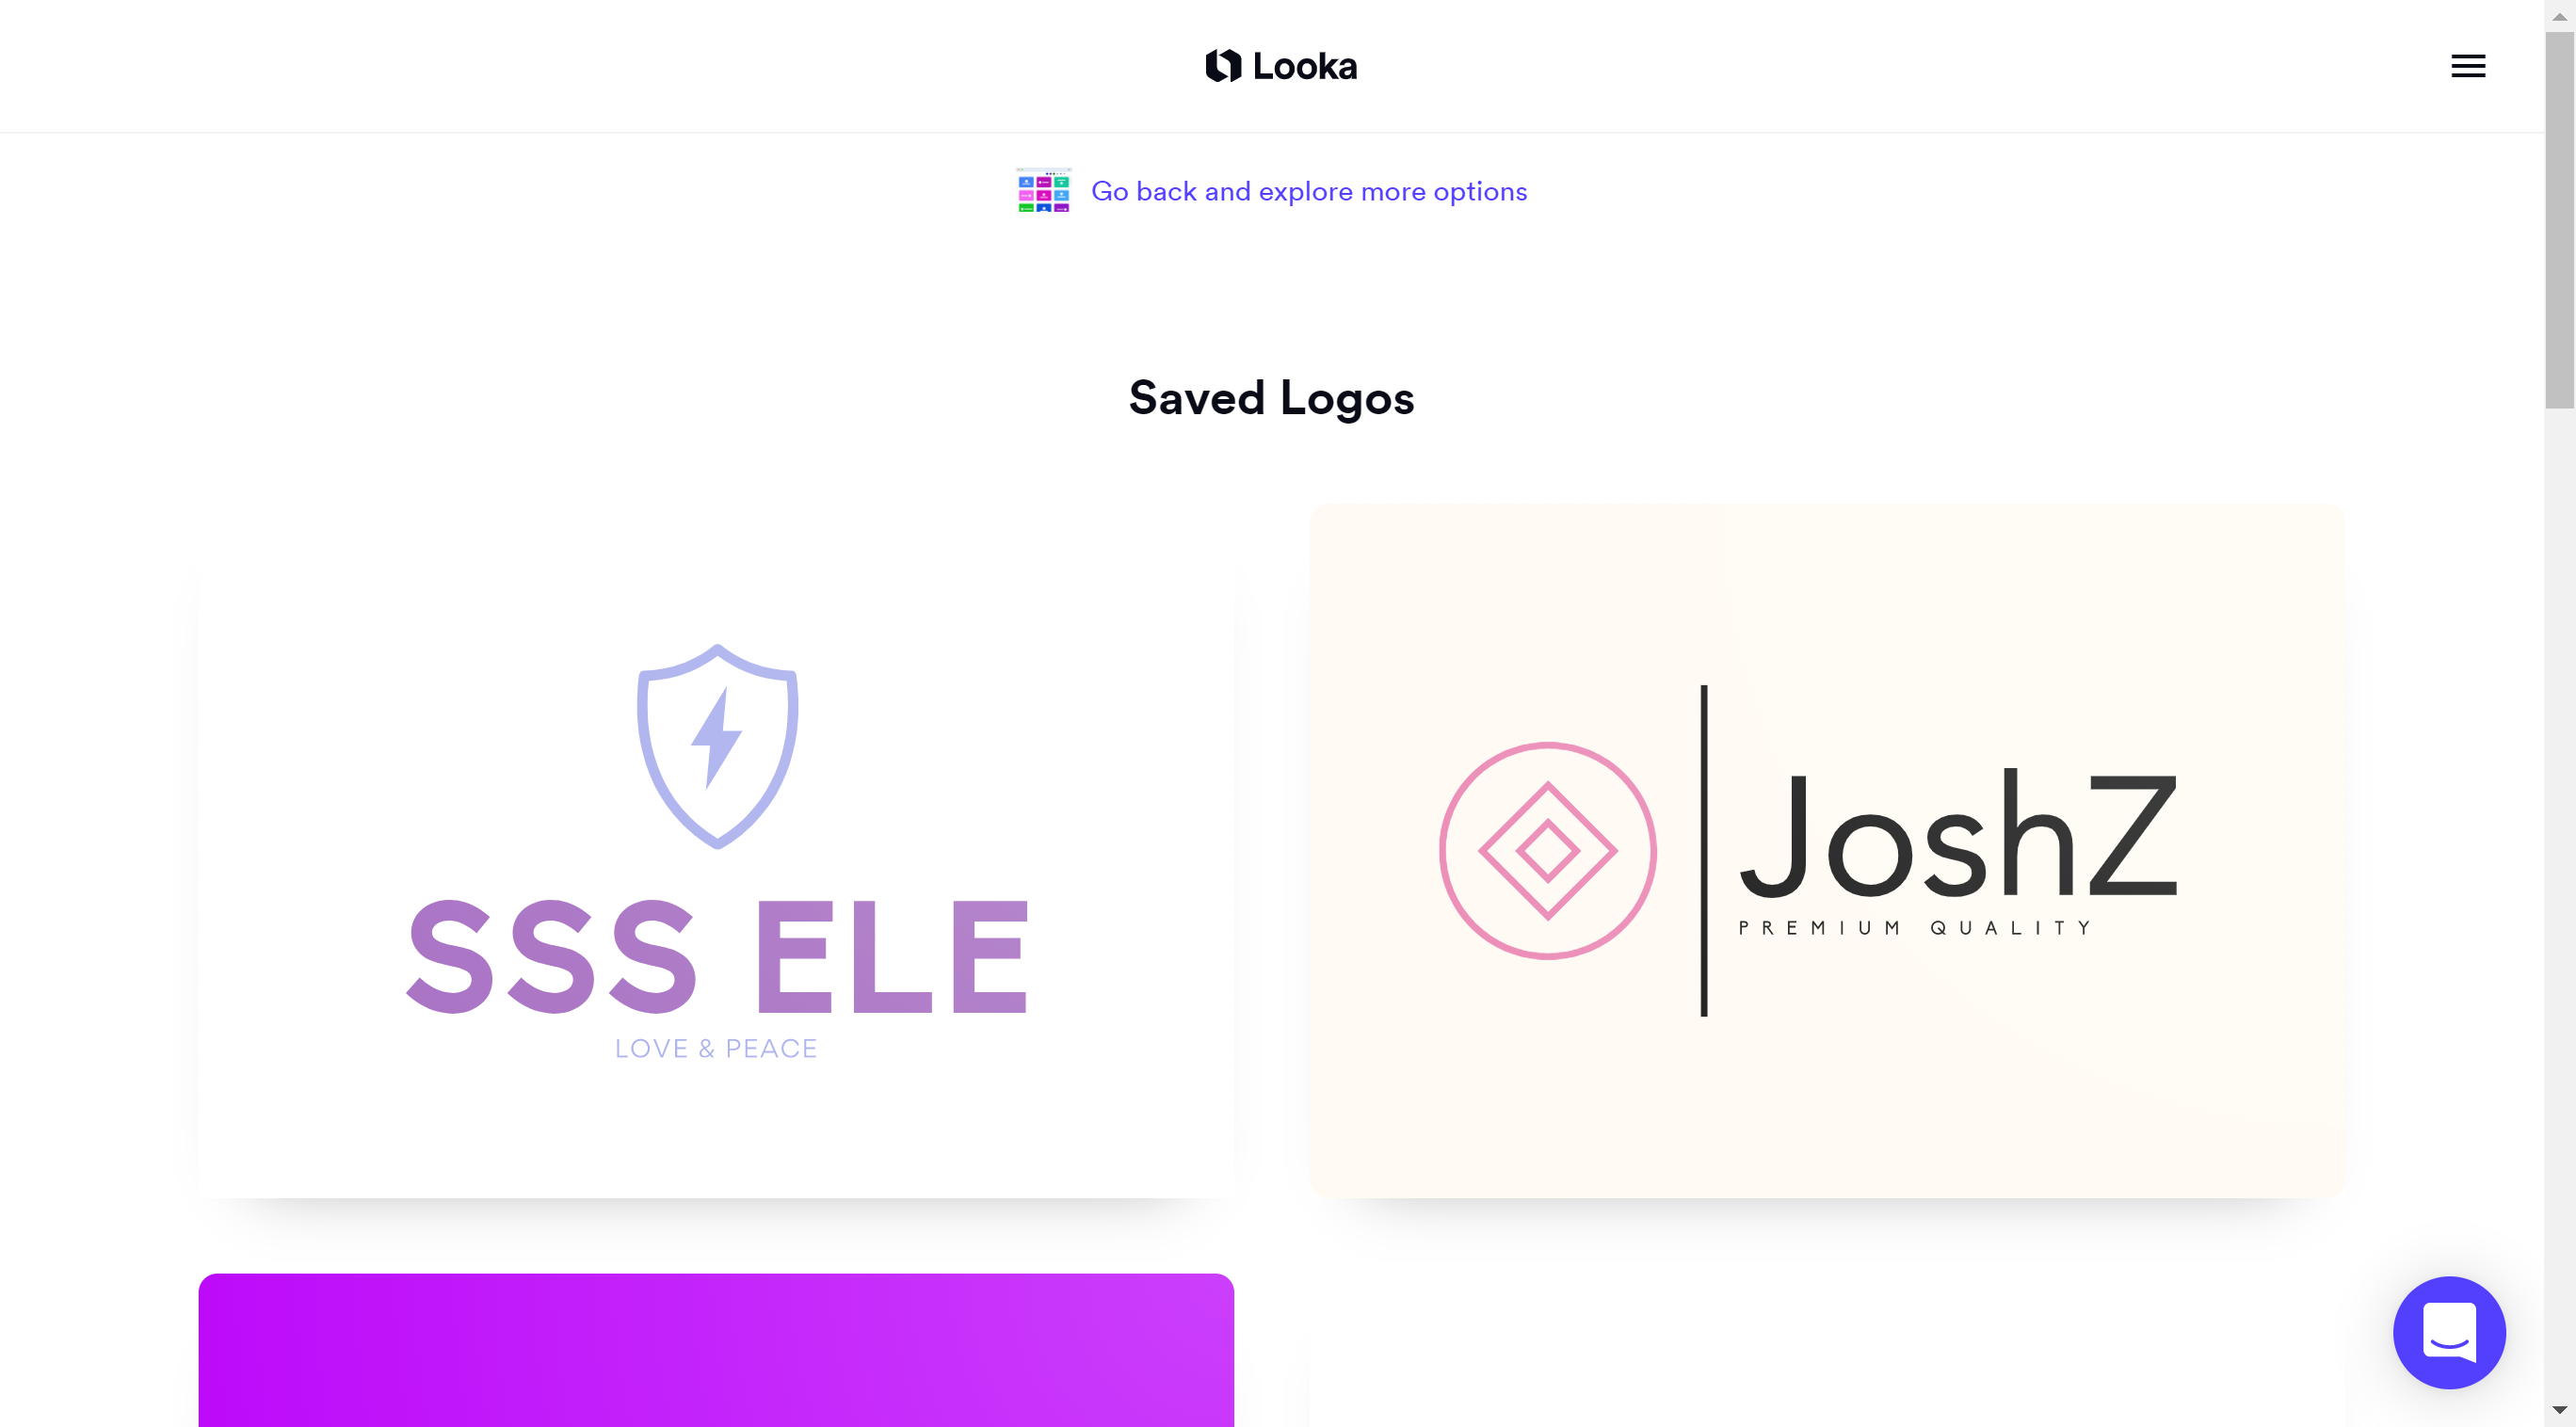 Looka
Go back and explore more options
Saved Logos
SSS ELE
LOVE & PEACE
JoshZ
PREMIUM QUALITY